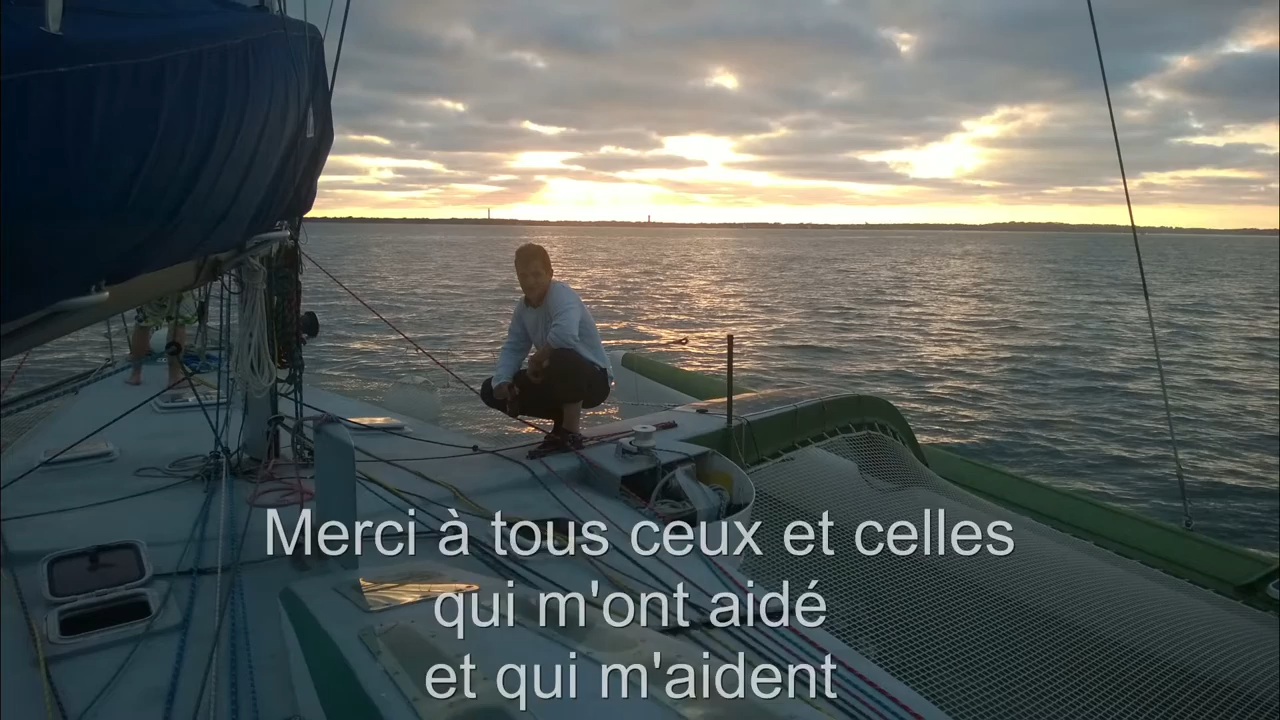 Merci à tous ceux et celles
qui m'ont aidé
et qui m'aident